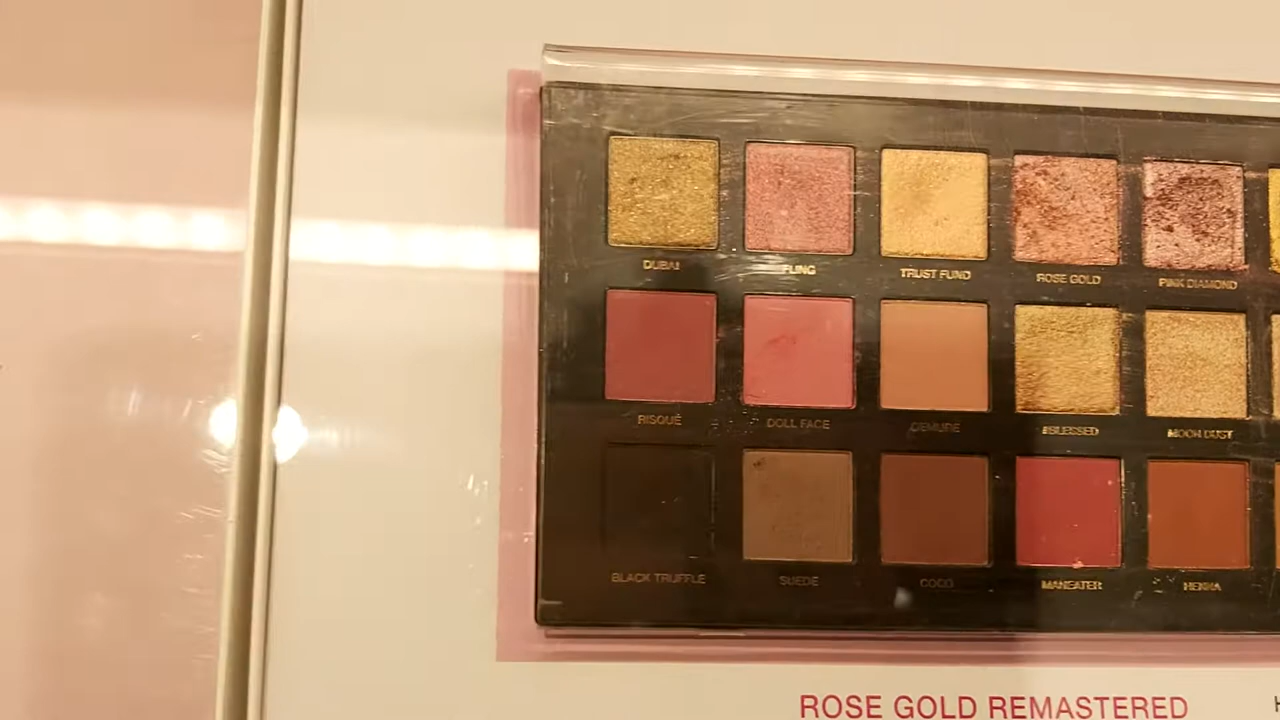 DUBAI FLING TRUST FUND ROSE GOLD PINK DIAMOND
RISQUÉ DOLL FACE DEMURE #BLESSED MOON DUST
BLACK TRUFFLE SUEDE COCO MANEATER HENNA
ROSE GOLD REMASTERED